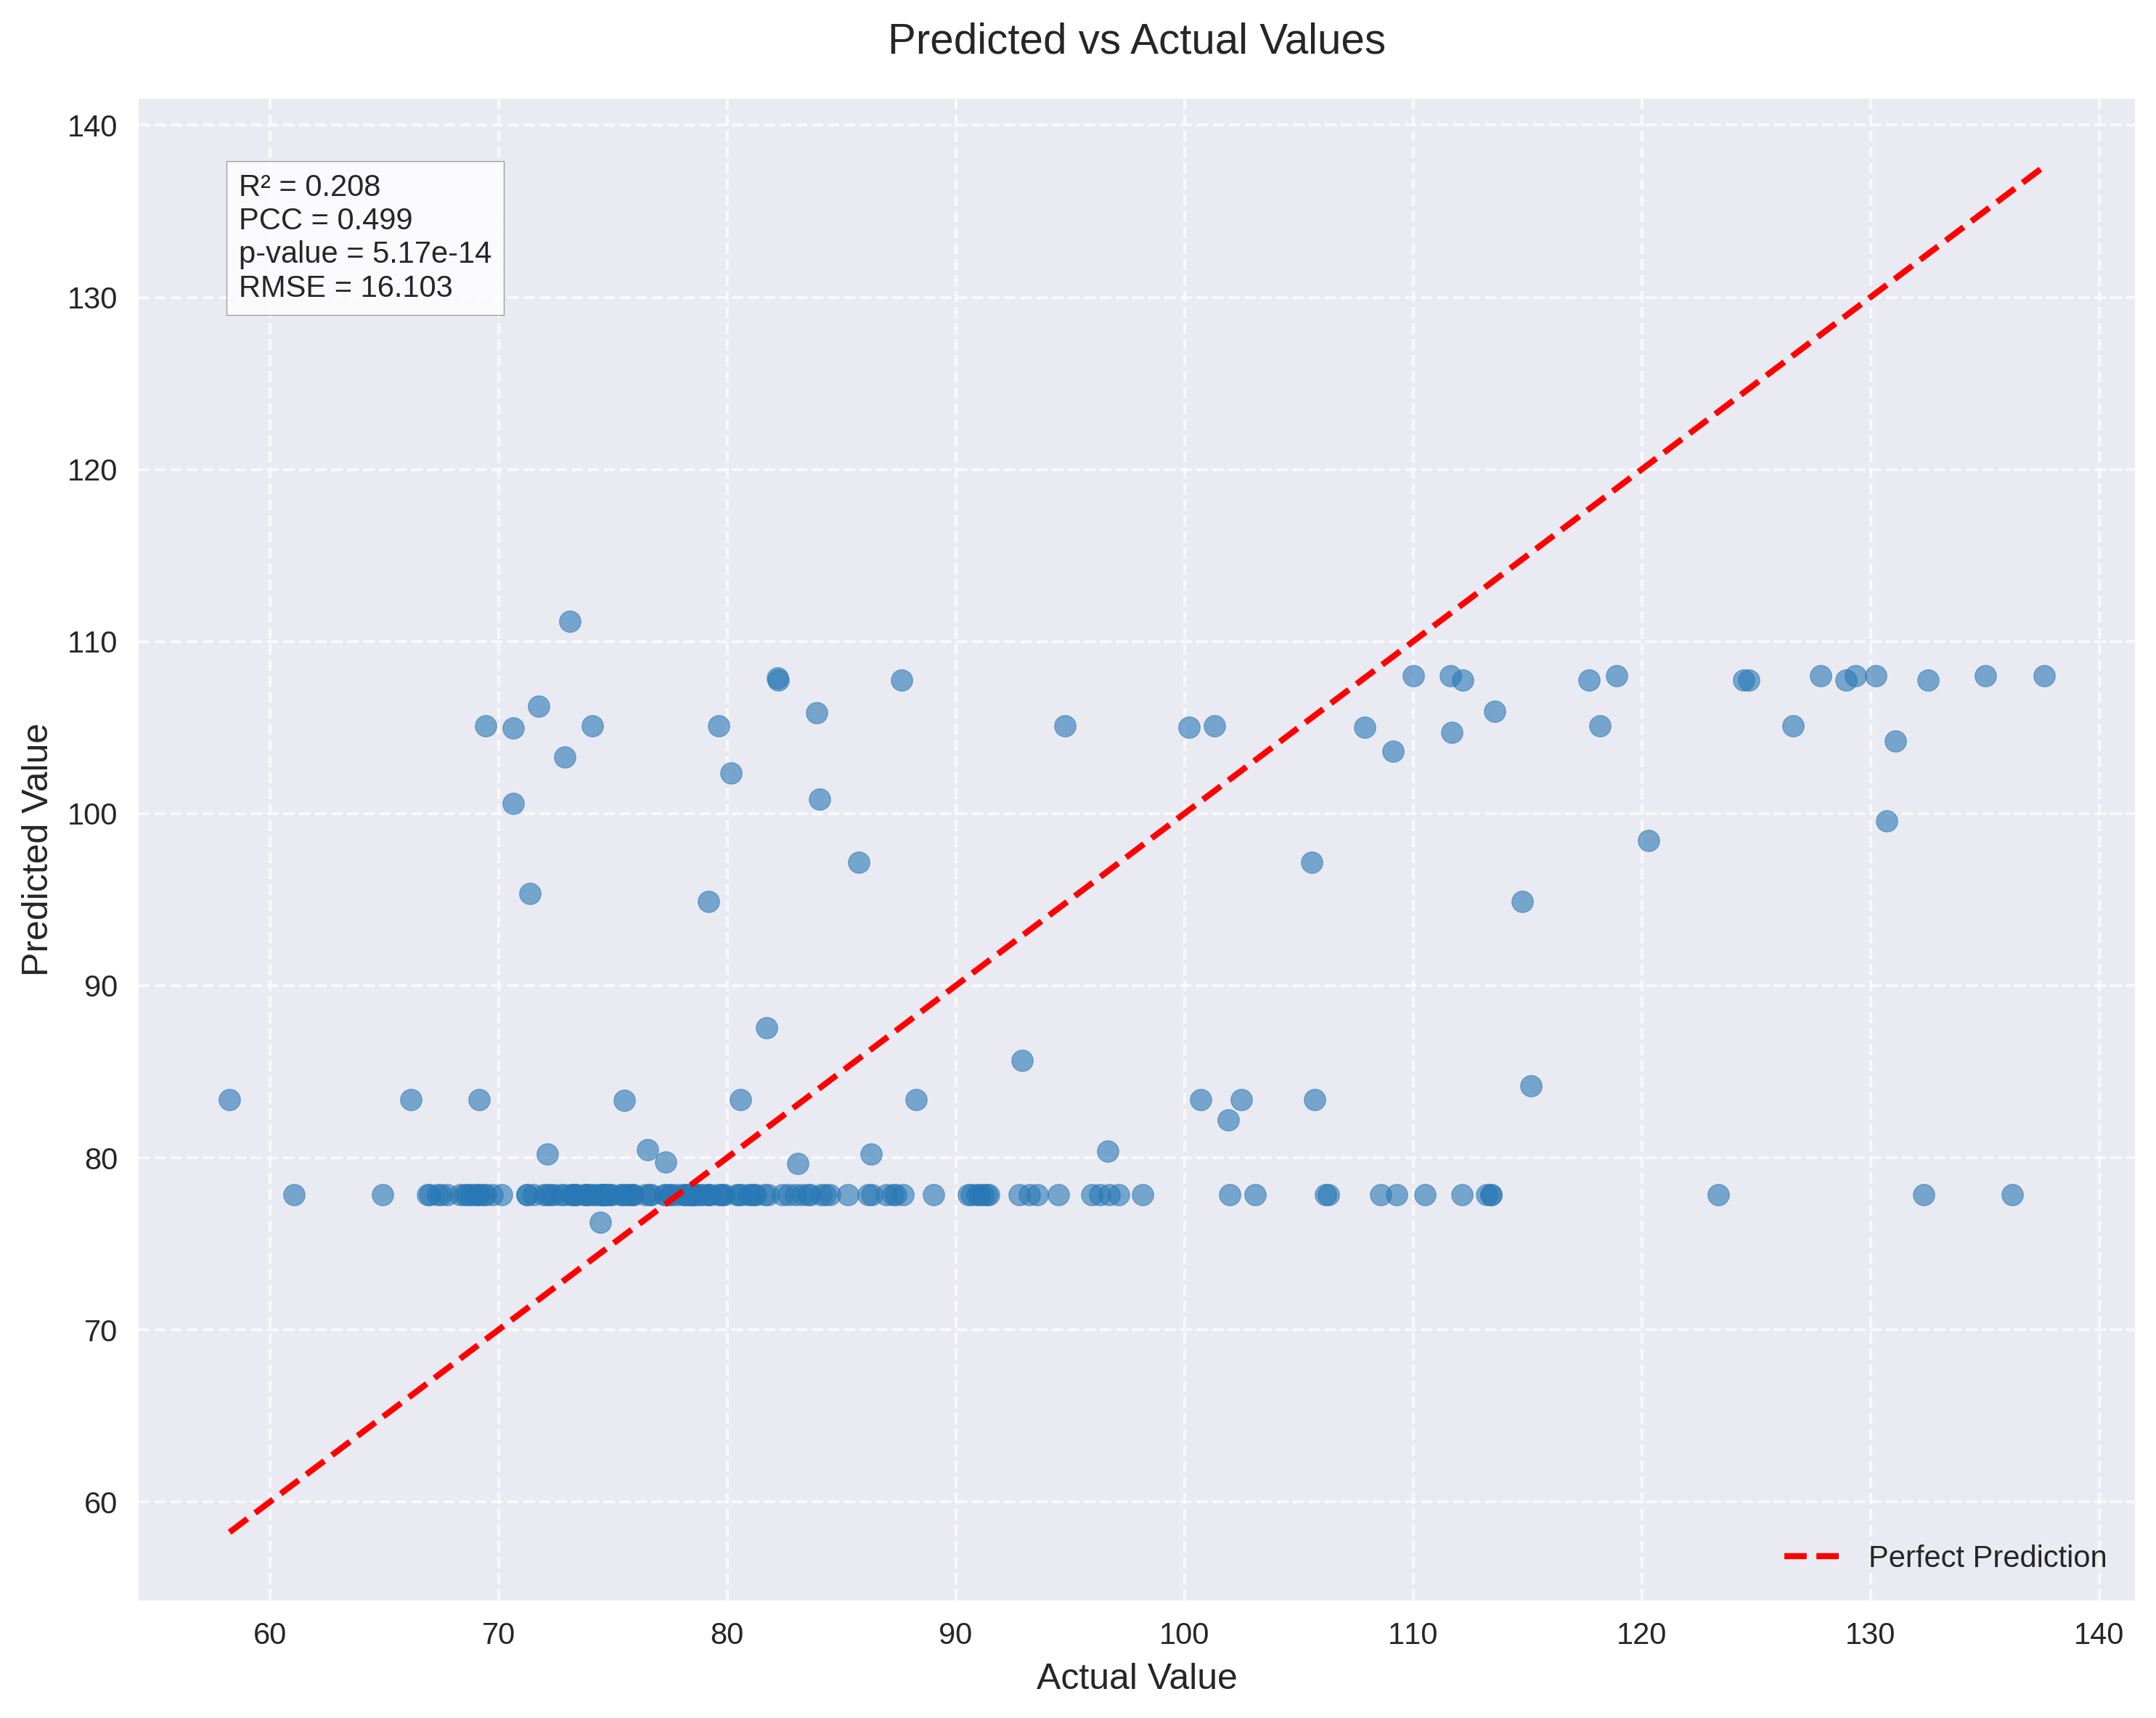 Predicted vs Actual Values
140
130
120
110
100
90
80
70
60
R² = 0.208
PCC = 0.499
p-value = 5.17e-14
RMSE = 16.103
Predicted Value
Perfect Prediction
60 70 80 90 100 110 120 130 140
Actual Value